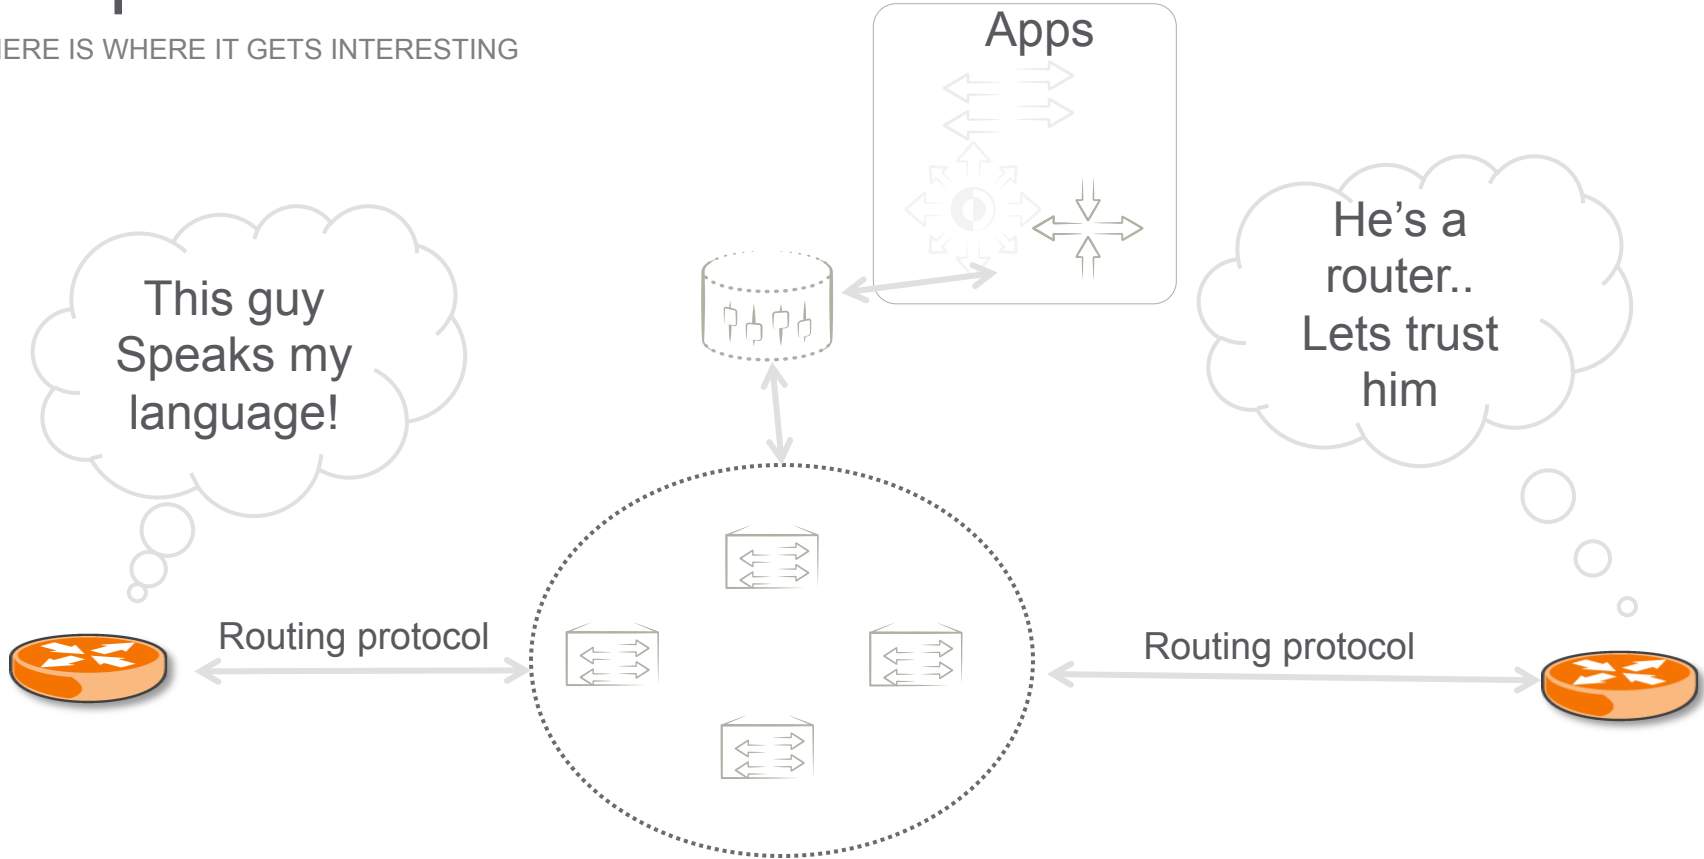 HERE IS WHERE IT GETS INTERESTING
Apps
This guy
Speaks my
language!
He's a
router..
Lets trust
him
Routing protocol
Routing protocol